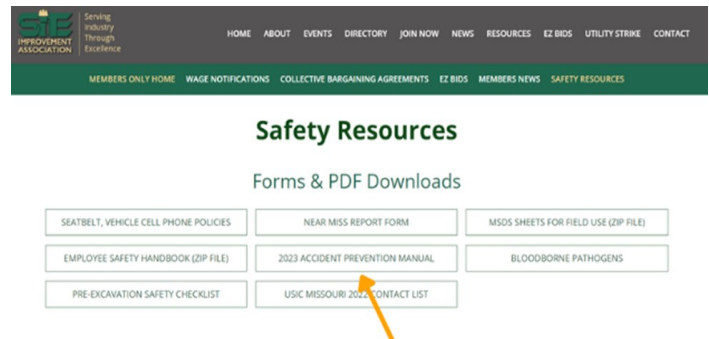 SITE
IMPROVEMENT
ASSOCIATION
Serving
Industry
Through
Excellence
HOME ABOUT EVENTS DIRECTORY JOIN NOW NEWS RESOURCES EZ BIDS UTILITY STRIKE CONTACT
MEMBERS ONLY HOME WAGE NOTIFICATIONS COLLECTIVE BARGAINING AGREEMENTS EZ BIDS MEMBERS NEWS SAFETY RESOURCES
Safety Resources
Forms & PDF Downloads
SEATBELT, VEHICLE CELL PHONE POLICIES NEAR MISS REPORT FORM MSDS SHEETS FOR FIELD USE (ZIP FILE)
EMPLOYEE SAFETY HANDBOOK (ZIP FILE) 2023 ACCIDENT PREVENTION MANUAL BLOODBORNE PATHOGENS
PRE-EXCAVATION SAFETY CHECKLIST USIC MISSOURI 2022 CONTACT LIST